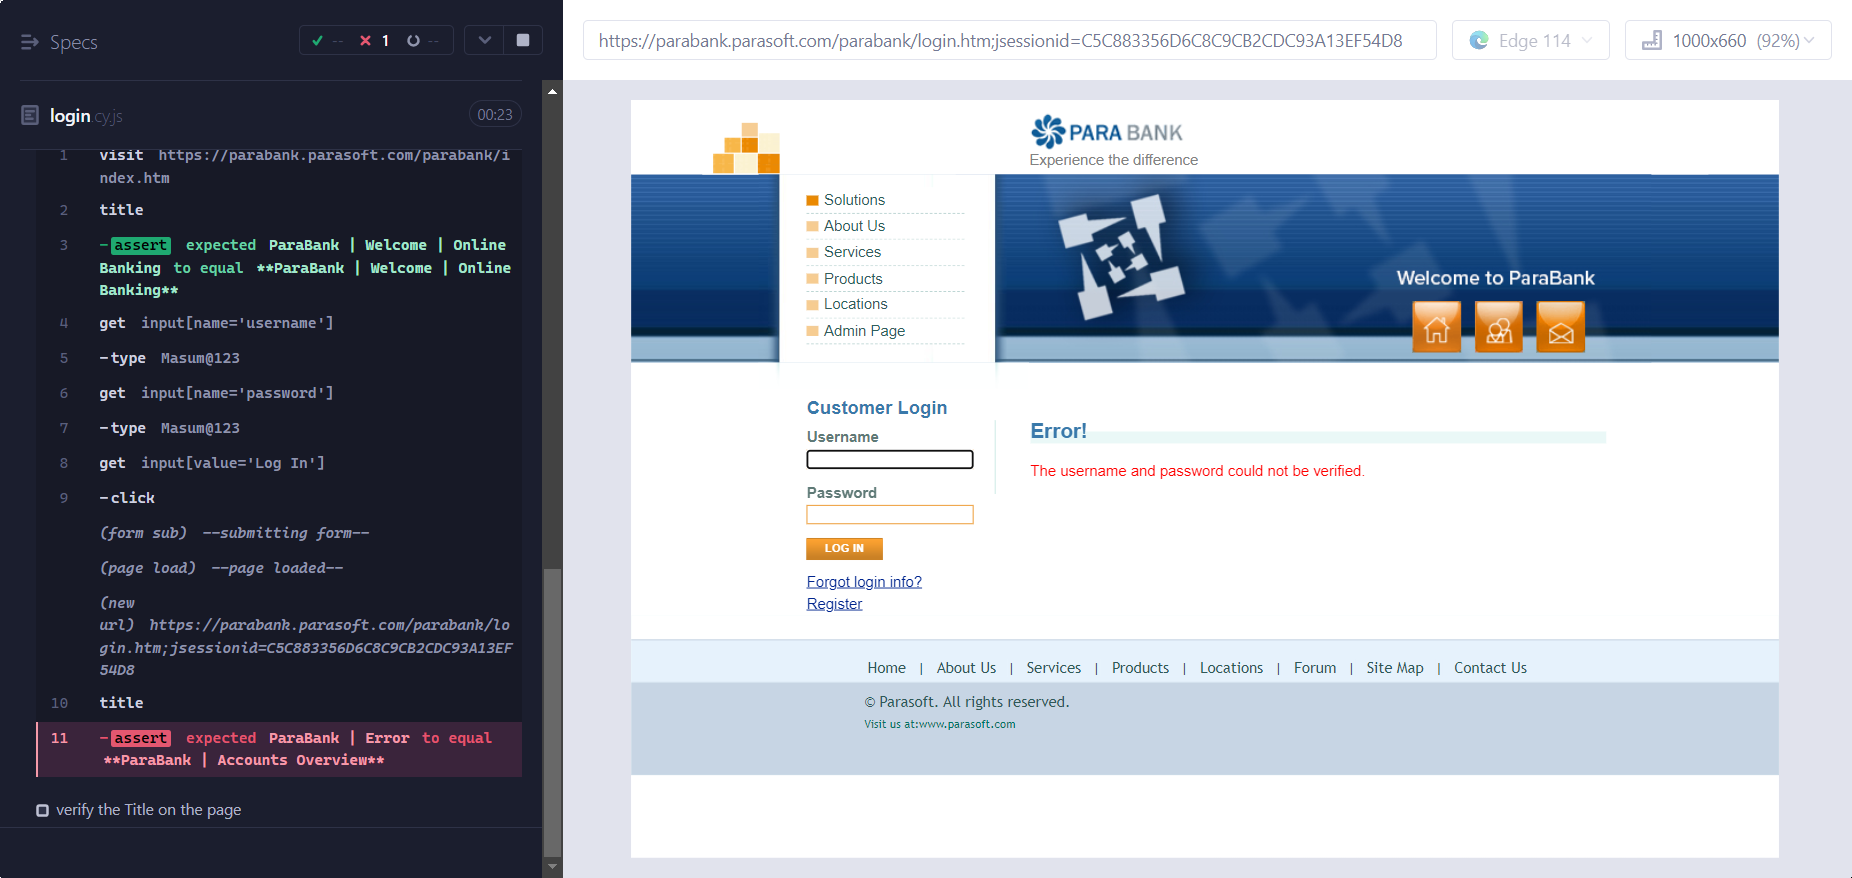 Specs
-- 1 --
login.cy.js
00:23
1 visit https://parabank.parasoft.com/parabank/i
ndex.htm
2 title
3 -assert expected ParaBank | Welcome | Online
Banking to equal **ParaBank | Welcome | Online
Banking**
4 get input[name='username']
5 -type Masum@123
6 get input[name='password']
7 -type Masum@123
8 get input[value='Log In']
9 -click
(form sub) --submitting form--
(page load) --page loaded--
(new
url) https://parabank.parasoft.com/parabank/lo
gin.htm;jsessionid=C5C883356D6C8C9CB2CDC93A13EF
54D8
10 title
11 -assert expected ParaBank | Error to equal
**ParaBank | Accounts Overview**
verify the Title on the page
https://parabank.parasoft.com/parabank/login.htm;jsessionid=C5C883356D6C8C9CB2CDC93A13EF54D8
Edge 114
1000x660 (92%)
PARA BANK
Experience the difference
Solutions
About Us
Services
Products
Locations
Admin Page
Welcome to ParaBank
Customer Login
Username
Password
LOG IN
Forgot login info?
Register
Error!
The username and password could not be verified.
Home | About Us | Services | Products | Locations | Forum | Site Map | Contact Us
© Parasoft. All rights reserved.
Visit us at:www.parasoft.com